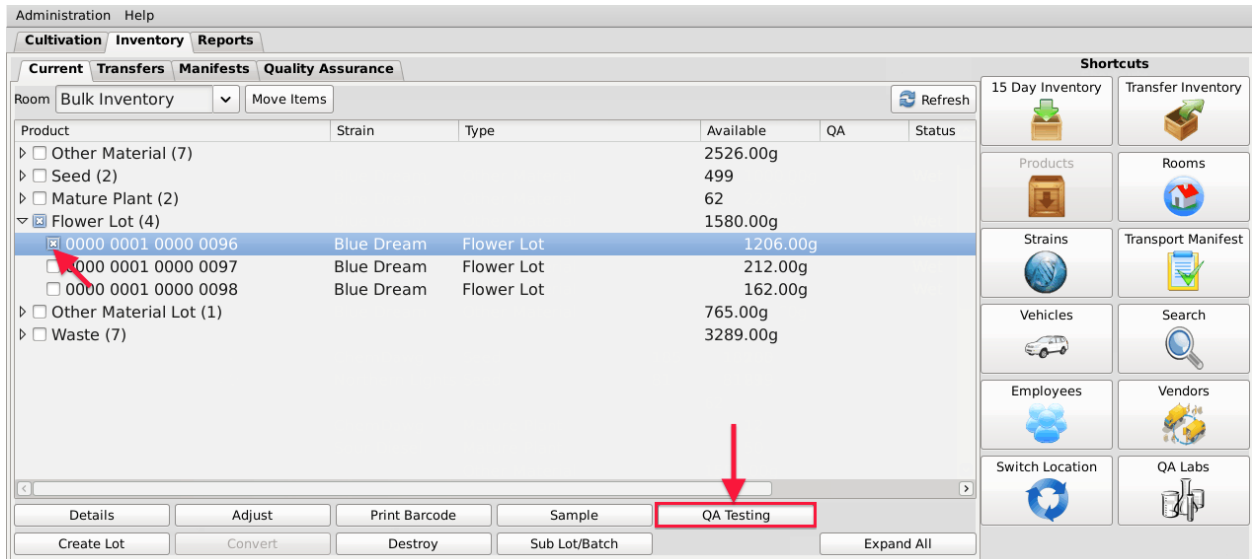 Administration Help
Cultivation Inventory Reports
Current Transfers Manifests Quality Assurance
Room Bulk Inventory Move Items Refresh
Product Strain Type Available QA Status
Other Material (7) 2526.00g
Seed (2) 499
Mature Plant (2) 62
Flower Lot (4) 1580.00g
0000 0001 0000 0096 Blue Dream Flower Lot 1206.00g
0000 0001 0000 0097 Blue Dream Flower Lot 212.00g
0000 0001 0000 0098 Blue Dream Flower Lot 162.00g
Other Material Lot (1) 765.00g
Waste (7) 3289.00g
Details Adjust Print Barcode Sample QA Testing
Create Lot Convert Destroy Sub Lot/Batch Expand All
Shortcuts
15 Day Inventory Transfer Inventory
Products Rooms
Strains Transport Manifest
Vehicles Search
Employees Vendors
Switch Location QA Labs